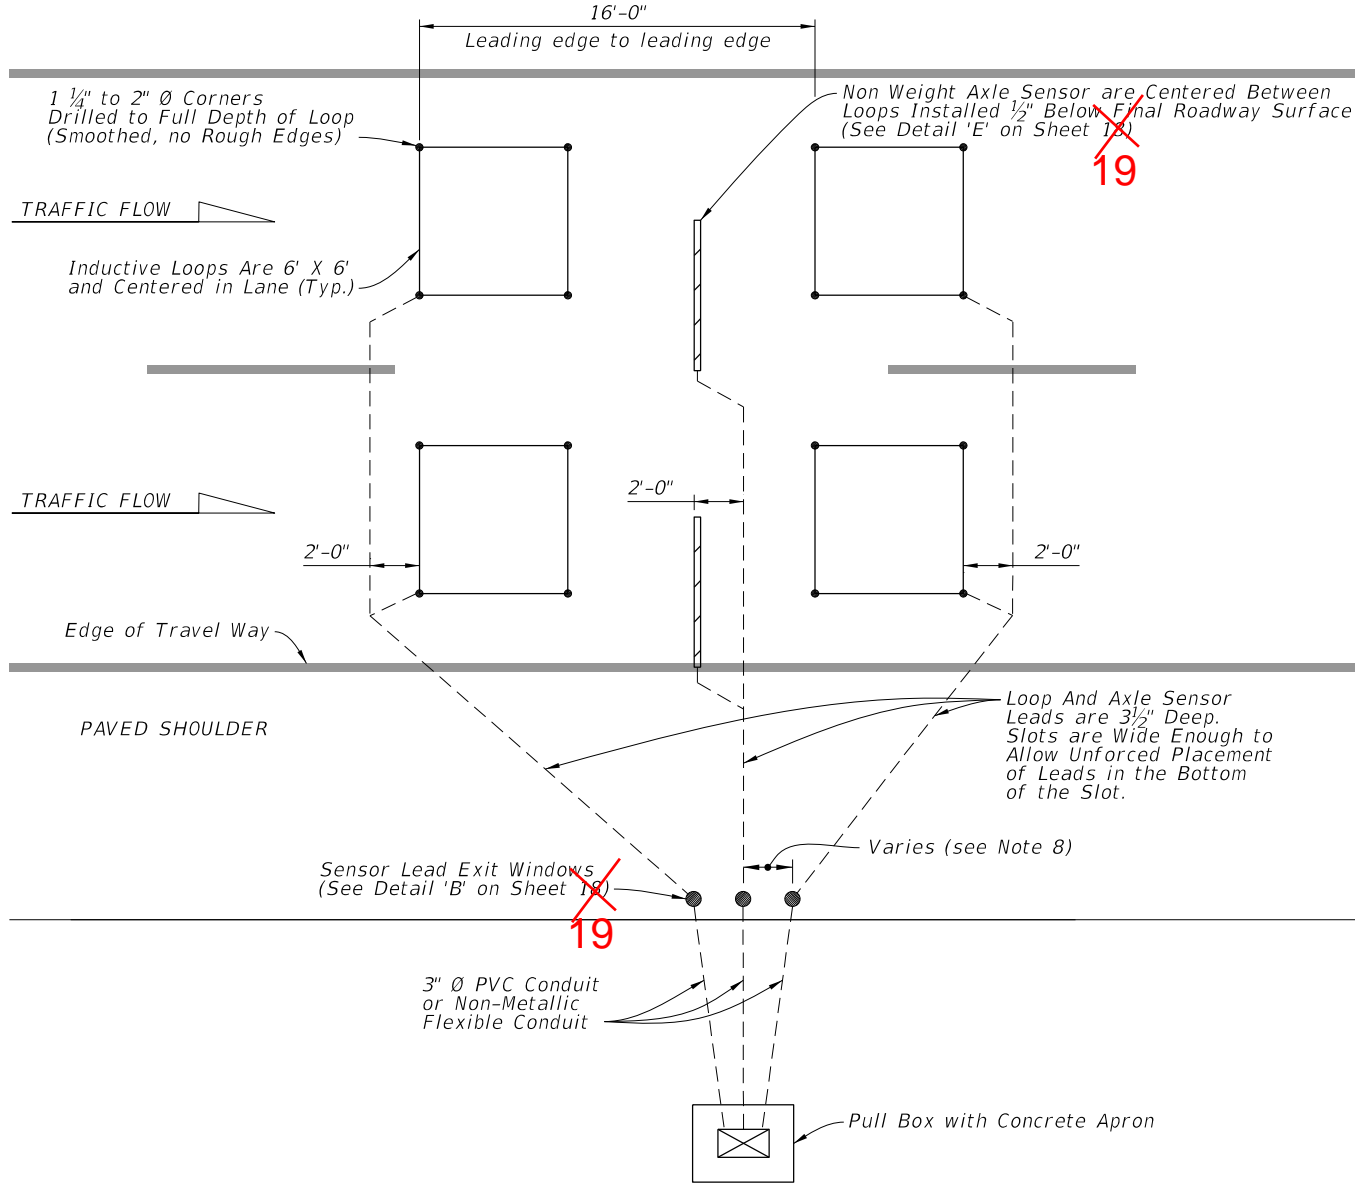 16'-0"
Leading edge to leading edge
1 ¼" to 2" Ø Corners
Drilled to Full Depth of Loop
(Smoothed, no Rough Edges)
Non Weight Axle Sensor are Centered Between
Loops Installed ½" Below Final Roadway Surface
(See Detail 'E' on Sheet 18)
19
TRAFFIC FLOW
Inductive Loops Are 6' X 6'
and Centered in Lane (Typ.)
TRAFFIC FLOW
2'-0"
2'-0"
2'-0"
Edge of Travel Way
PAVED SHOULDER
Loop And Axle Sensor
Leads are 3½" Deep.
Slots are Wide Enough to
Allow Unforced Placement
of Leads in the Bottom
of the Slot.
Varies (see Note 8)
Sensor Lead Exit Windows
(See Detail 'B' on Sheet 18)
19
3" Ø PVC Conduit
or Non-Metallic
Flexible Conduit
Pull Box with Concrete Apron